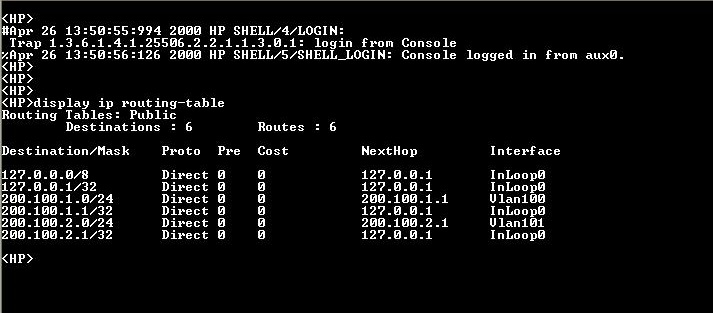 <HP>
#Apr 26 13:50:55:994 2000 HP SHELL/4/LOGIN:
 Trap 1.3.6.1.4.1.25506.2.2.1.1.3.0.1: login from Console
%Apr 26 13:50:56:126 2000 HP SHELL/5/SHELL_LOGIN: Console logged in from aux0.
<HP>
<HP>
<HP>
<HP>display ip routing-table
Routing Tables: Public
        Destinations : 6        Routes : 6
Destination/Mask    Proto  Pre  Cost         NextHop         Interface
127.0.0.0/8         Direct 0    0            127.0.0.1       InLoop0
127.0.0.1/32        Direct 0    0            127.0.0.1       InLoop0
200.100.1.0/24      Direct 0    0            200.100.1.1     Vlan100
200.100.1.1/32      Direct 0    0            127.0.0.1       InLoop0
200.100.2.0/24      Direct 0    0            200.100.2.1     Vlan101
200.100.2.1/32      Direct 0    0            127.0.0.1       InLoop0
<HP>